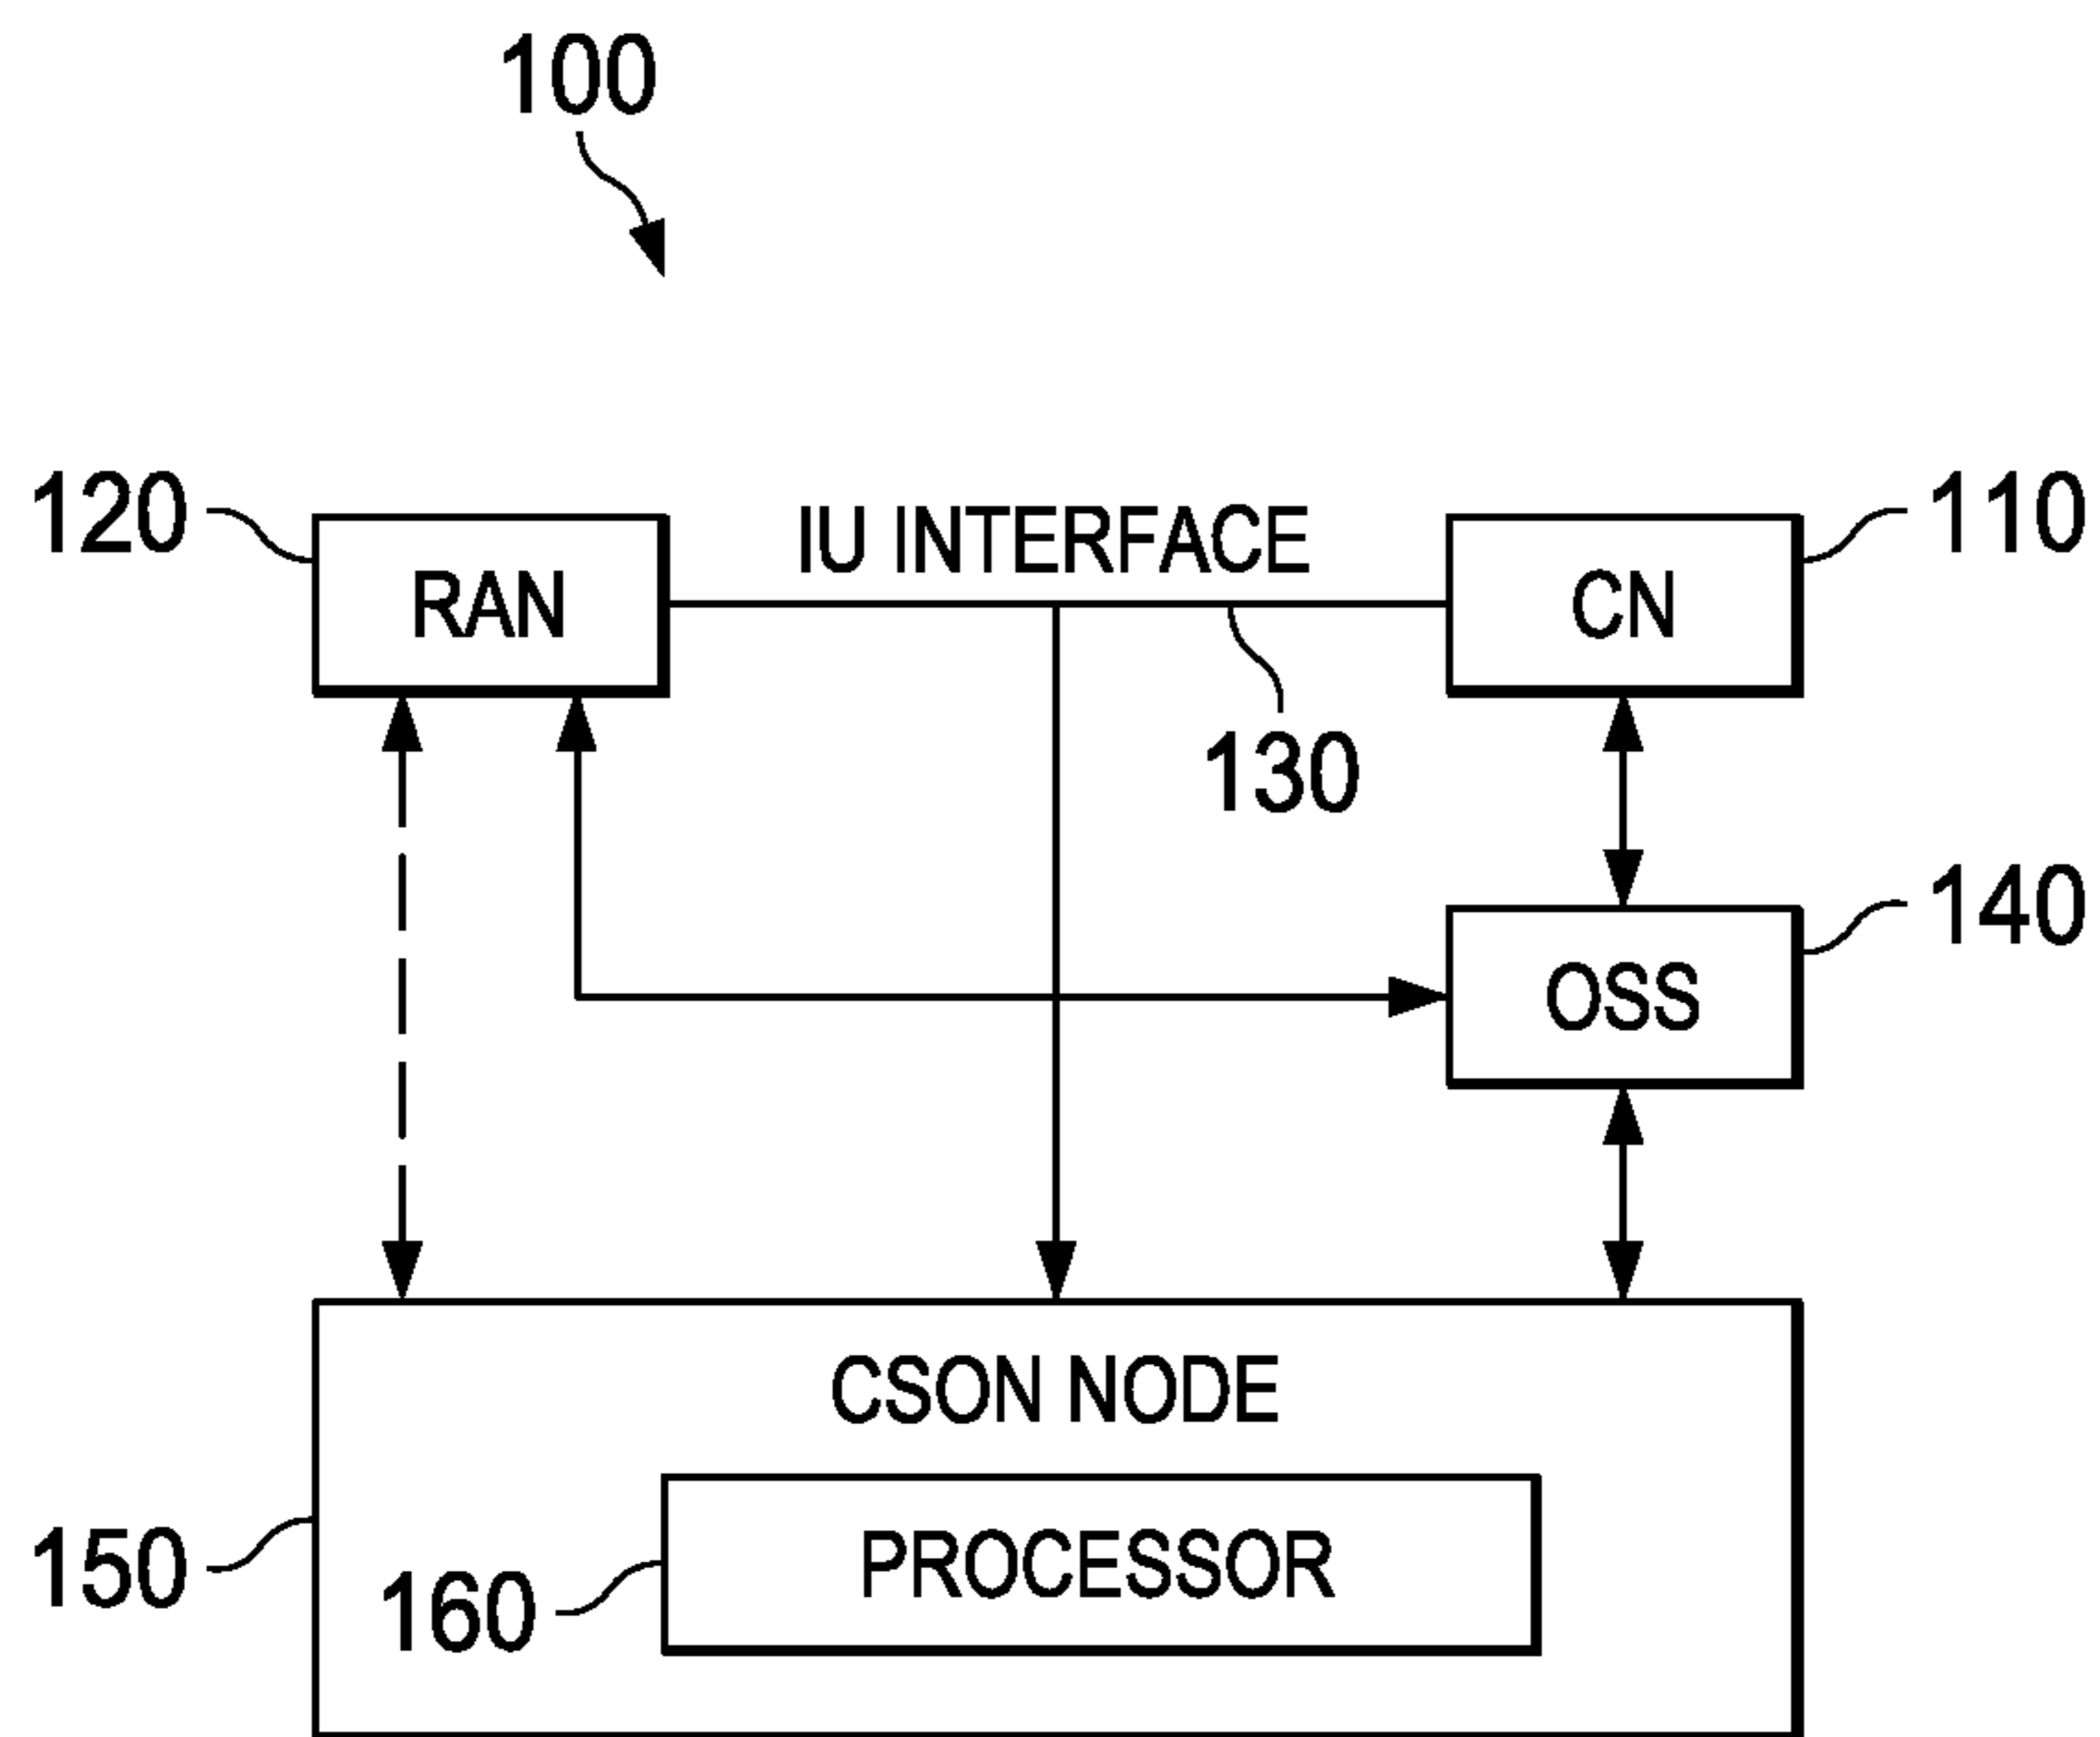 100
120
IU INTERFACE
110
RAN
CN
130
140
OSS
CSON NODE
150
PROCESSOR
160